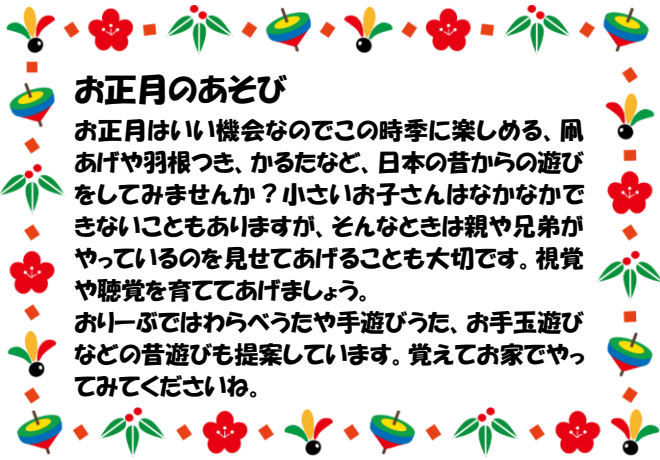 お正月のあそび
お正月はいい機会なのでこの時季に楽しめる、凧
あげや羽根つき、かるたなど、日本の昔からの遊び
をしてみませんか？小さいお子さんはなかなかで
きないこともありますが、そんなときは親や兄弟が
やっているのを見せてあげることも大切です。視覚
や聴覚を育ててあげましょう。
おりーぶではわらべうたや手遊びうた、お手玉遊び
などの昔遊びも提案しています。覚えてお家でやっ
てみてくださいね。